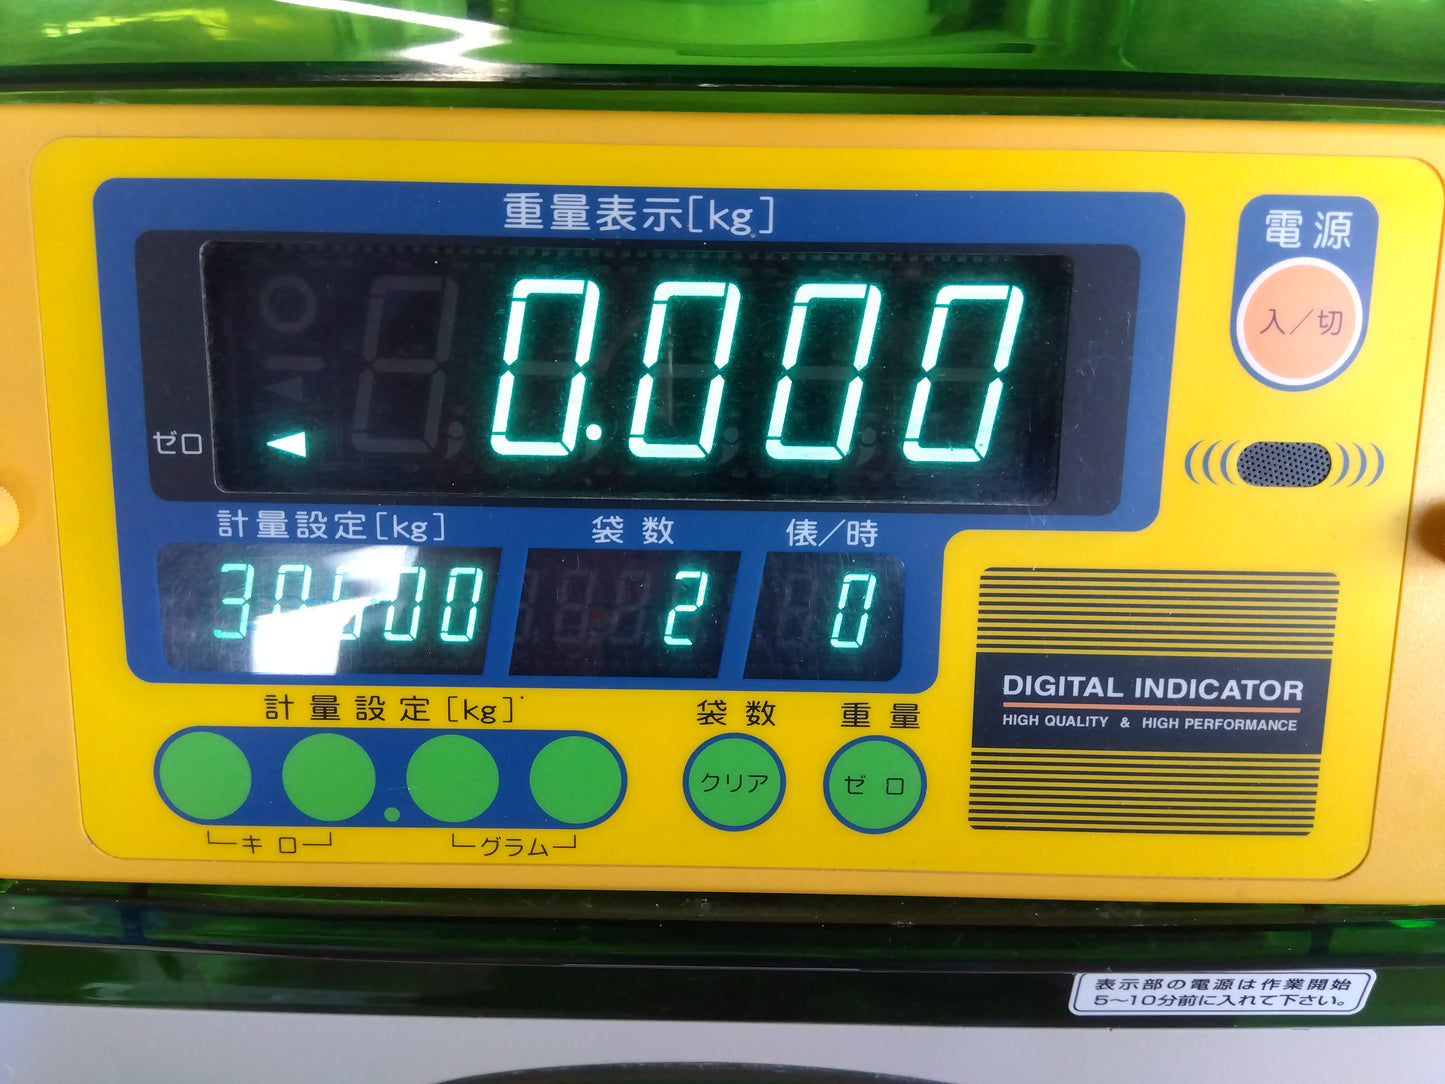 重量表示[kg]
電源
入／切
0.000
ゼロ
計量設定[kg]
袋数
俵／時
2
0
DIGITAL INDICATOR
HIGH QUALITY & HIGH PERFORMANCE
計量設定[kg]
袋数
重量
クリア
ゼロ
キロ
グラム
表示部の電源は作業開始
5〜10分前に入れて下さい。